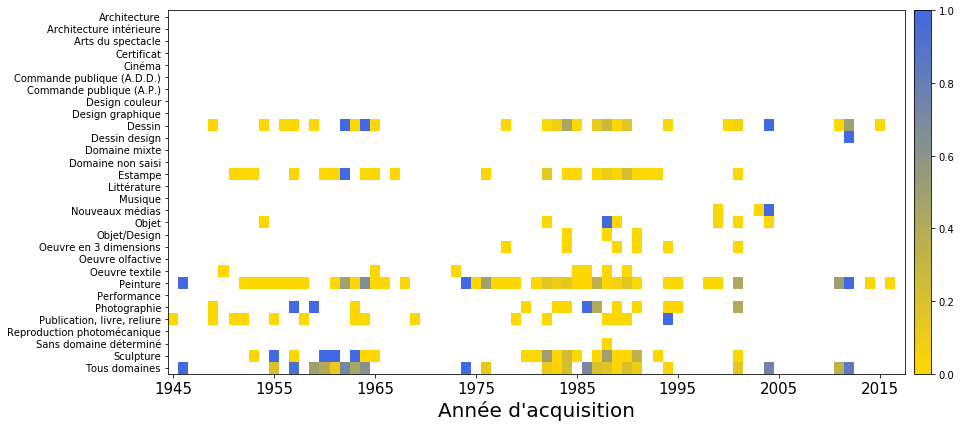 Architecture
Architecture intérieure
Arts du spectacle
Certificat
Cinéma
Commande publique (A.D.D.)
Commande publique (A.P.)
Design couleur
Design graphique
Dessin
Dessin design
Domaine mixte
Domaine non saisi
Estampe
Littérature
Musique
Nouveaux médias
Objet
Objet/Design
Oeuvre en 3 dimensions
Oeuvre olfactive
Oeuvre textile
Peinture
Performance
Photographie
Publication, livre, reliure
Reproduction photomécanique
Sans domaine déterminé
Sculpture
Tous domaines
1945 1955 1965 1975 1985 1995 2005 2015
Année d'acquisition
1.0
0.8
0.6
0.4
0.2
0.0